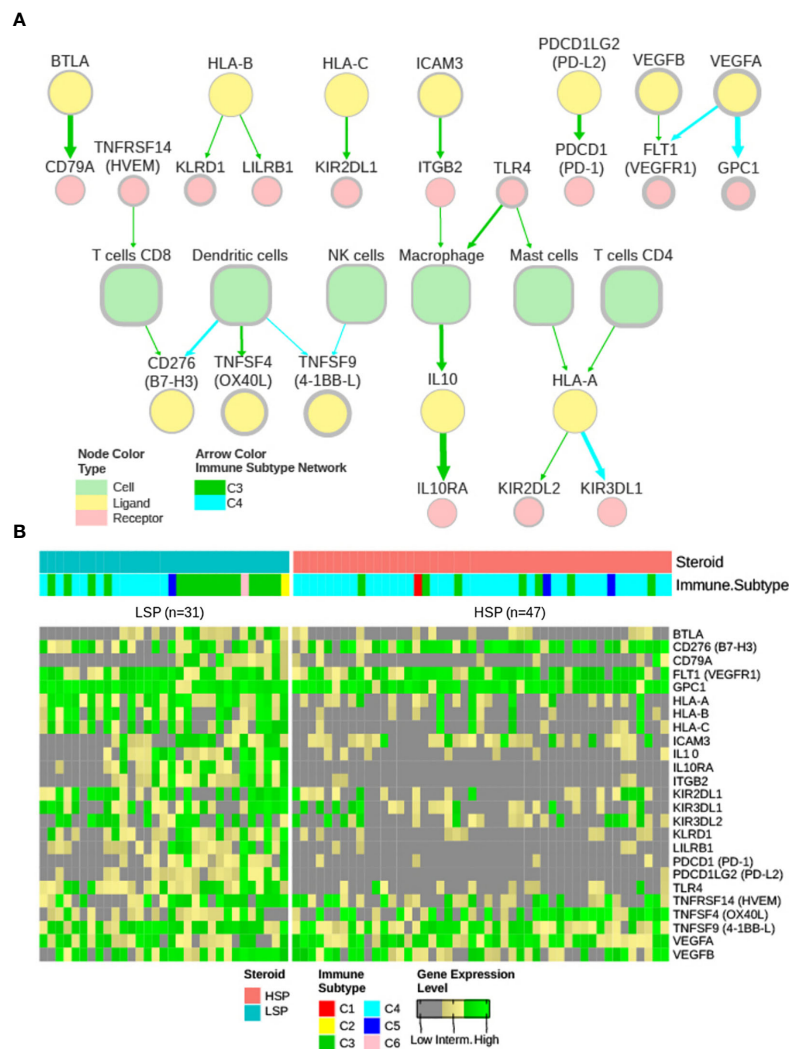 A
BTLA
HLA-B
HLA-C
ICAM3
PDCD1LG2
(PD-L2)
VEGFB
VEGFA
CD79A
TNFRSF14
(HVEM)
KLRD1
LILRB1
KIR2DL1
ITGB2
TLR4
PDCD1
(PD-1)
FLT1
(VEGFR1)
GPC1
T cells CD8
Dendritic cells
NK cells
Macrophage
Mast cells
T cells CD4
CD276
(B7-H3)
TNFSF4
(OX40L)
TNFSF9
(4-1BB-L)
IL10
HLA-A
Node Color
Type
Cell
Ligand
Receptor
Arrow Color
Immune Subtype Network
C3
C4
IL10RA
KIR2DL2
KIR3DL1
B
Steroid
Immune.Subtype
LSP (n=31)
HSP (n=47)
BTLA
CD276 (B7-H3)
CD79A
FLT1 (VEGFR1)
GPC1
HLA-A
HLA-B
HLA-C
ICAM3
IL1 0
IL10RA
ITGB2
KIR2DL1
KIR3DL1
KIR3DL2
KLRD1
LILRB1
PDCD1 (PD-1)
PDCD1LG2 (PD-L2)
TLR4
TNFRSF14 (HVEM)
TNFSF4 (OX40L)
TNFSF9 (4-1BB-L)
VEGFA
VEGFB
Steroid
HSP
LSP
Immune
Subtype
C1
C2
C3
C4
C5
C6
Gene Expression
Level
Low Interm. High